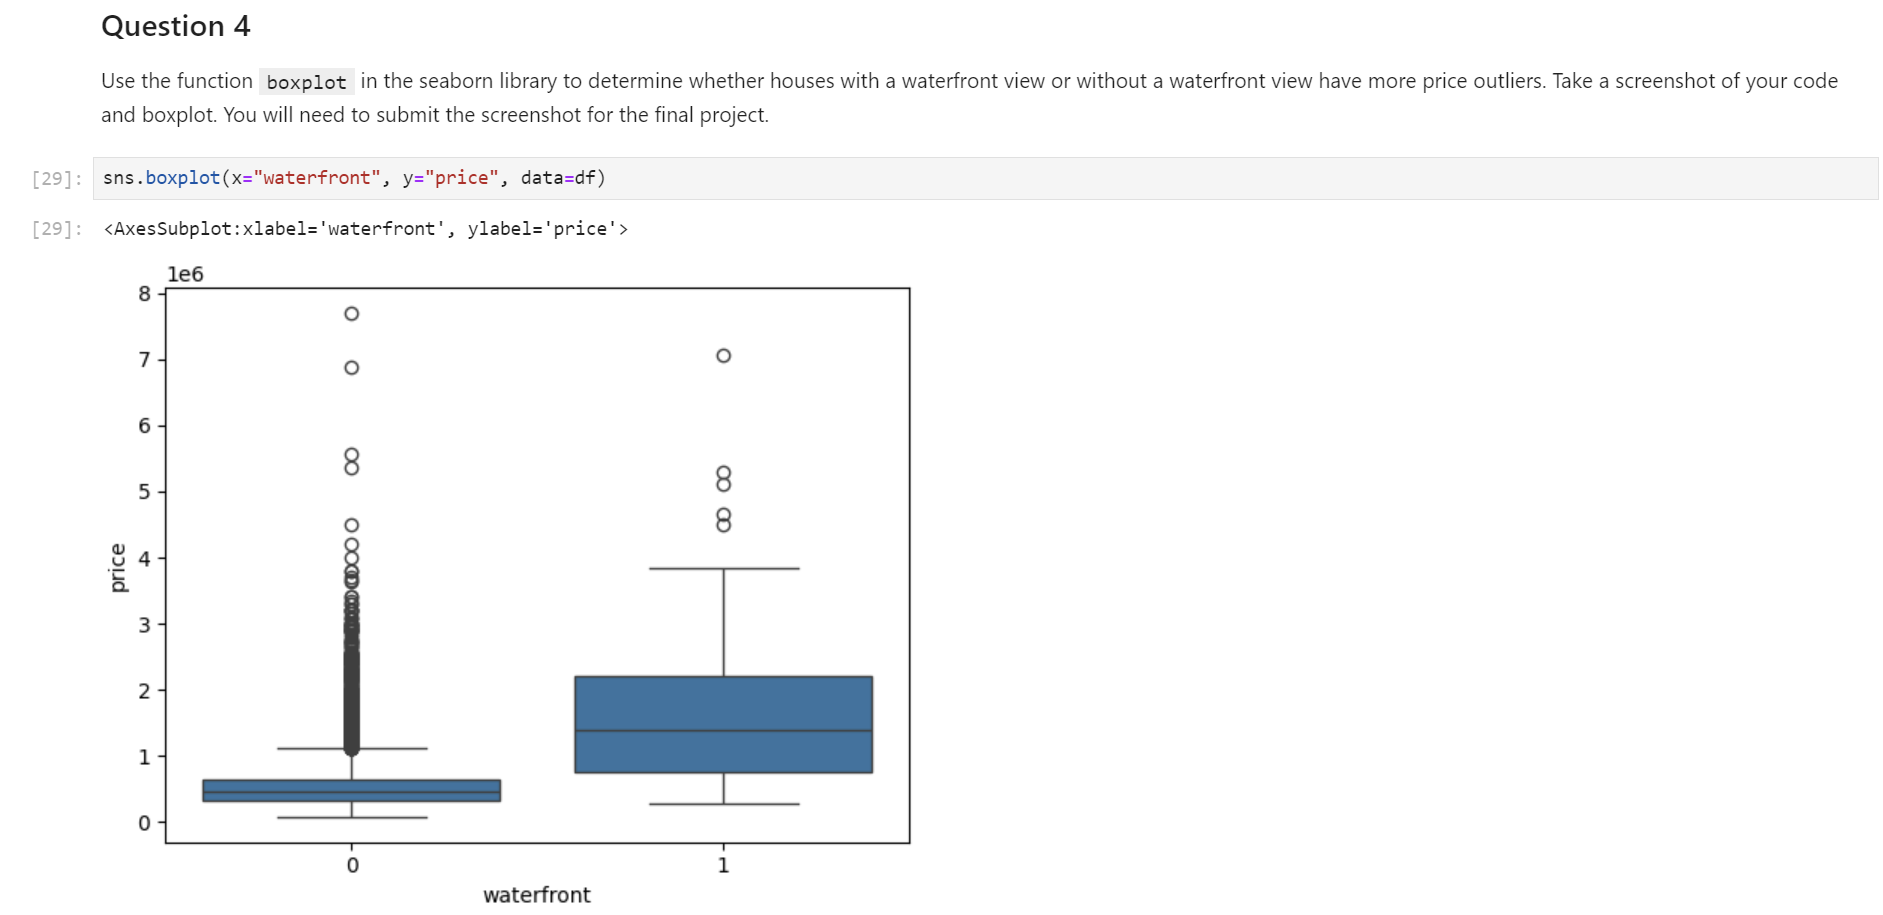 Question 4
Use the function boxplot in the seaborn library to determine whether houses with a waterfront view or without a waterfront view have more price outliers. Take a screenshot of your code
and boxplot. You will need to submit the screenshot for the final project.
[29]: sns.boxplot(x="waterfront", y="price", data=df)
[29]: <AxesSubplot:xlabel='waterfront', ylabel='price'>
1e6
8
7
6
5
4
3
2
1
0
price
0 1
waterfront